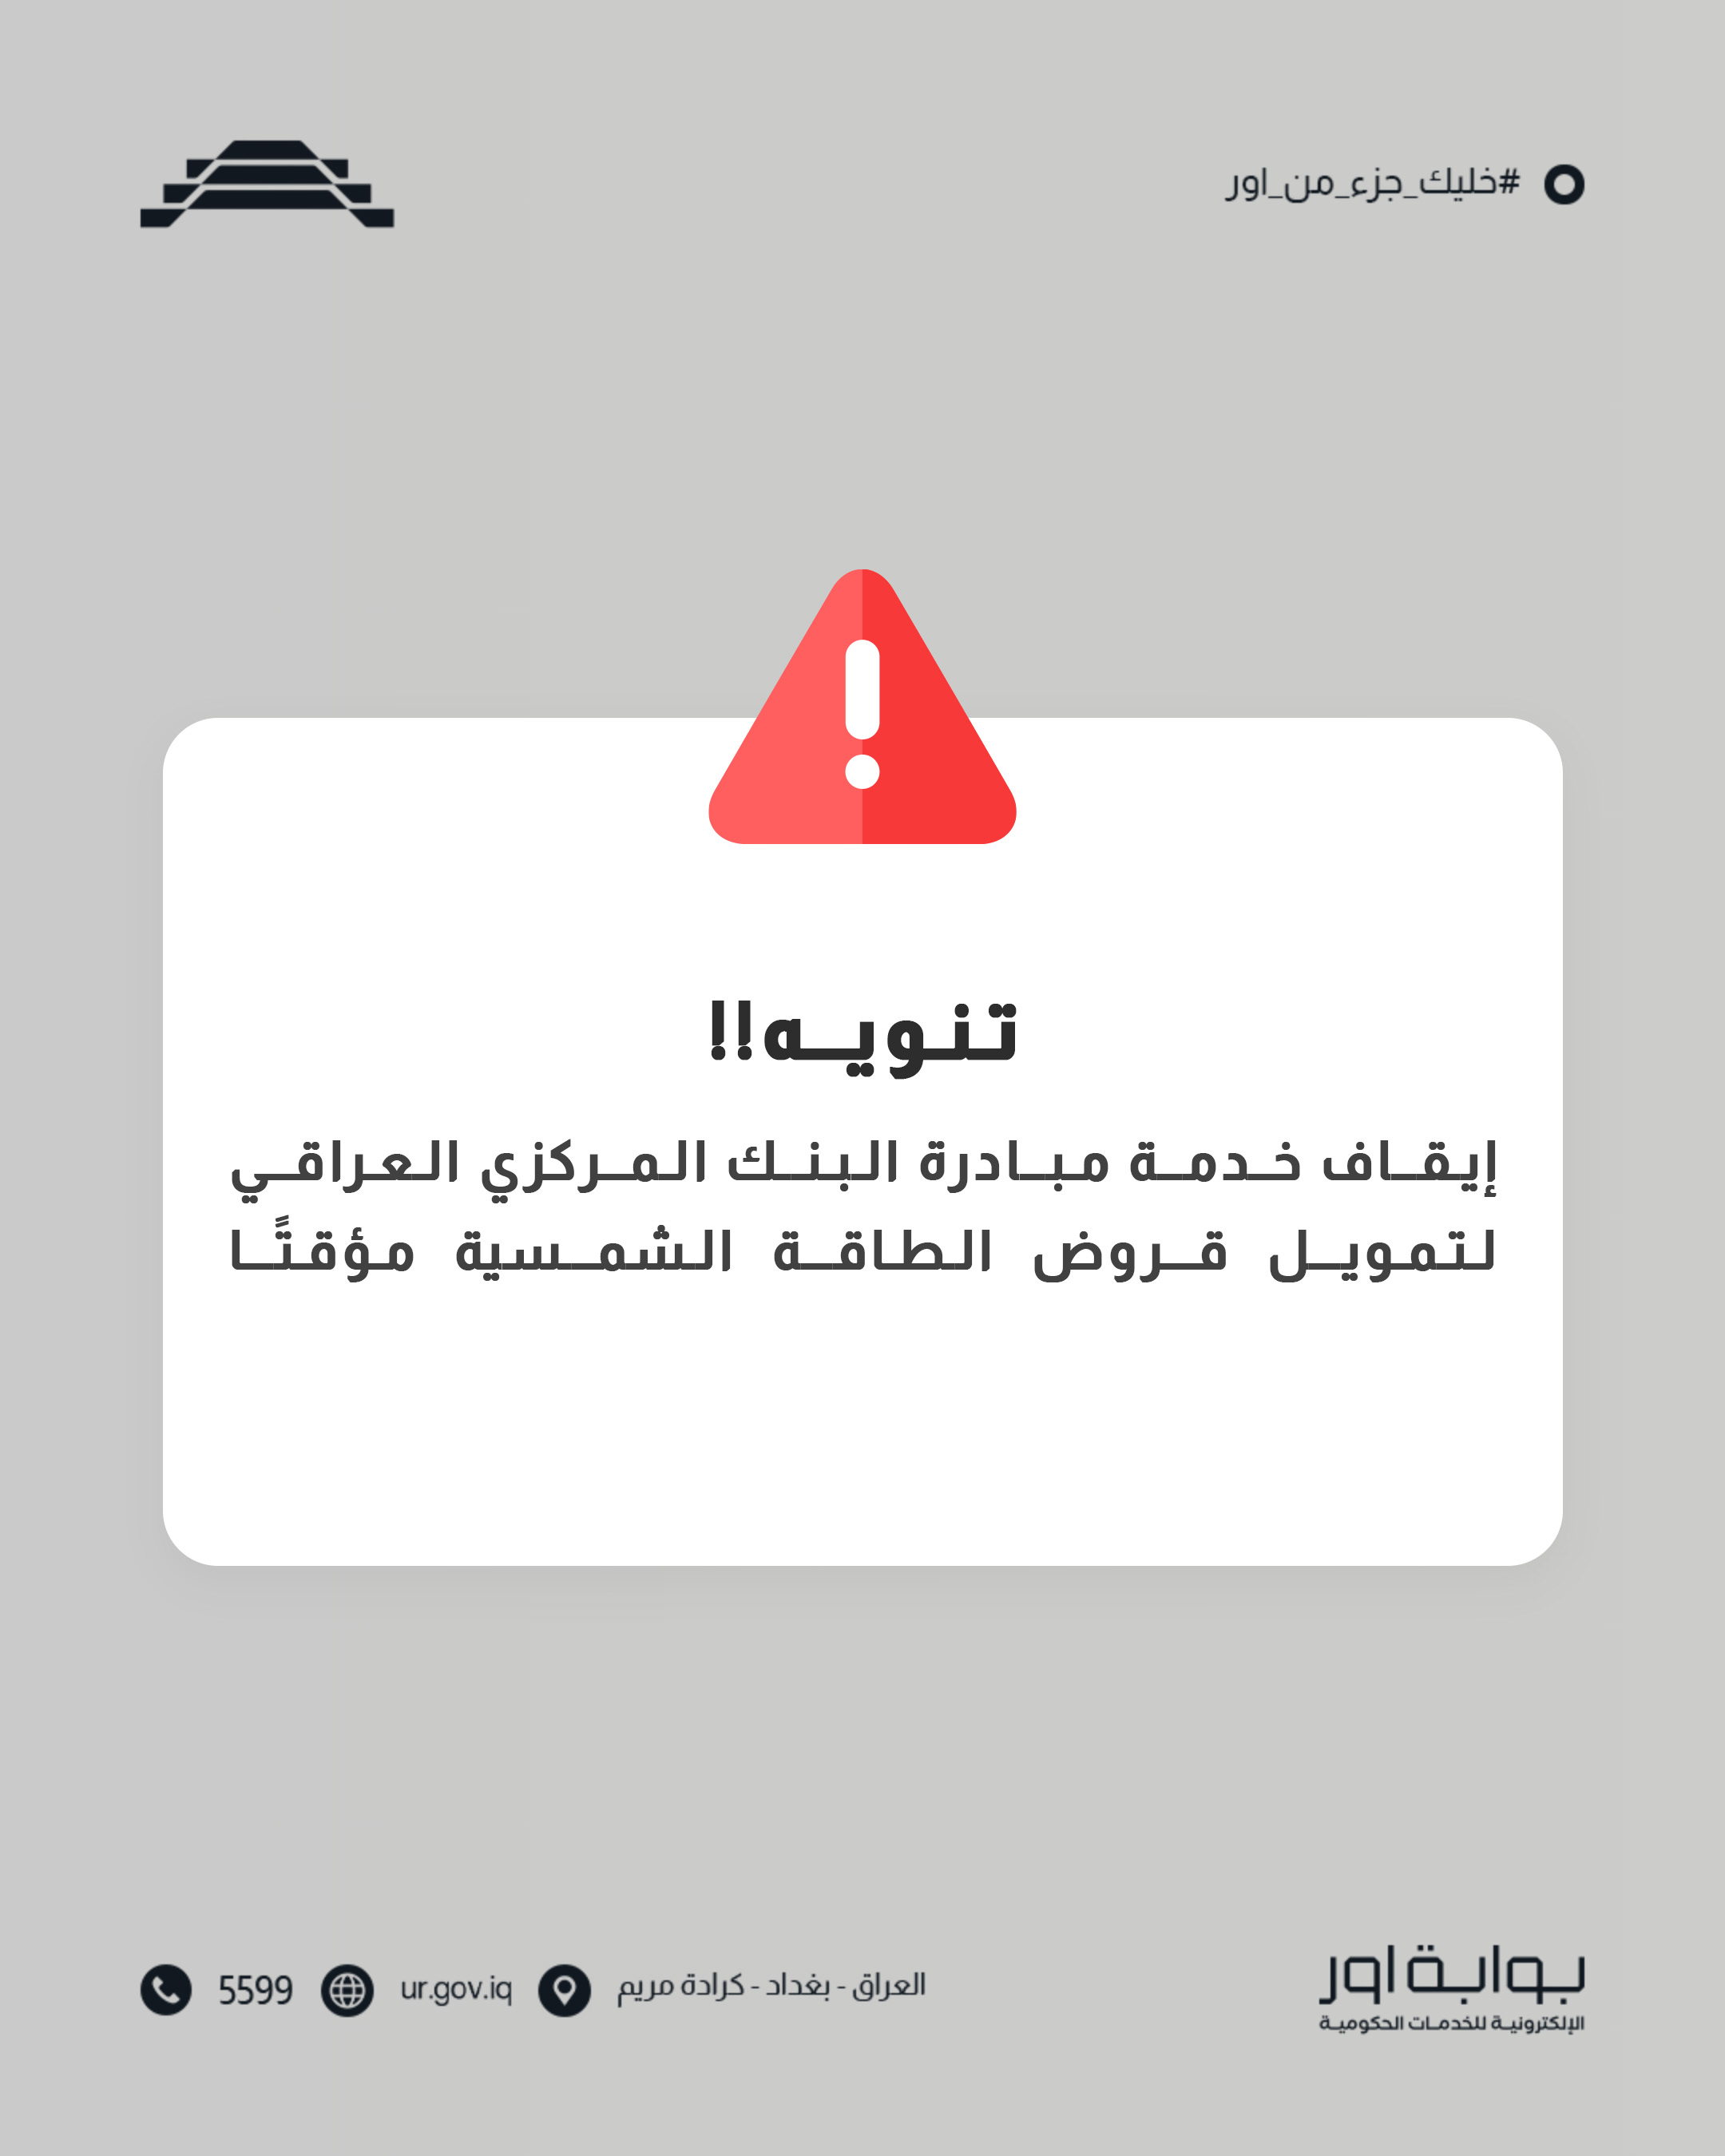 #خليك_جزء_من_اور
تنويه!!
إيقاف خدمة مبادرة البنك المركزي العراقي
لتمويل قروض الطاقة الشمسية مؤقتًا
بوابة اور
الإلكترونية للخدمات الحكومية
العراق - بغداد - كرادة مريم
ur.gov.iq
5599